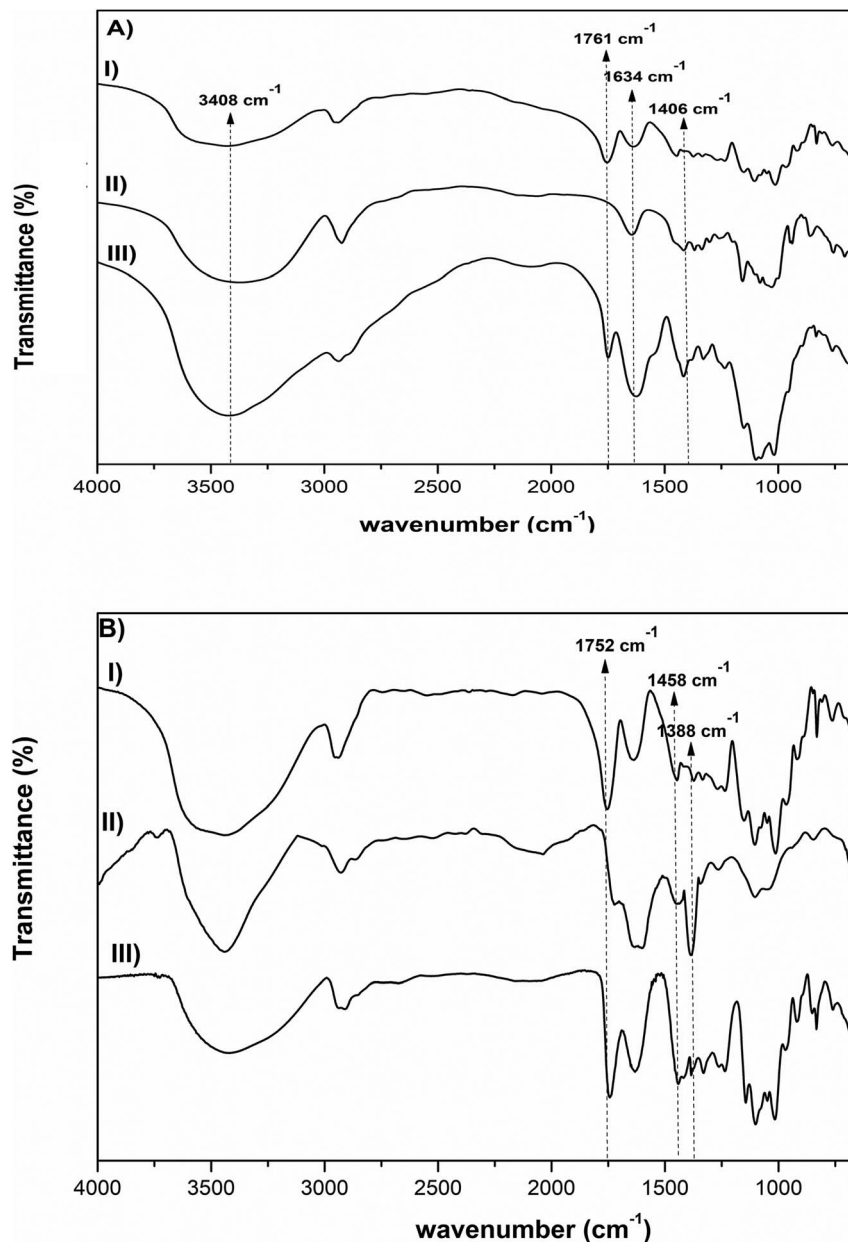 A)
1761 cm-1
I)
3408 cm-1
1634 cm-1
1406 cm-1
II)
III)
Transmittance (%)
4000 3500 3000 2500 2000 1500 1000
wavenumber (cm-1)
B)
1752 cm-1
I)
1458 cm-1
1388 cm-1
II)
III)
Transmittance (%)
4000 3500 3000 2500 2000 1500 1000
wavenumber (cm-1)